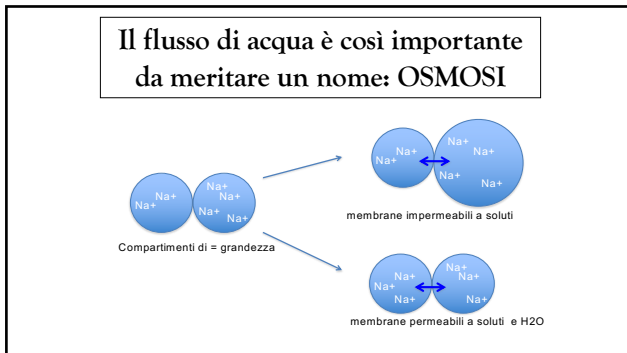 Il flusso di acqua è così importante
da meritare un nome: OSMOSI
Na+
Na+
Na+
Na+
Na+
Na+
Compartimenti di = grandezza
Na+
Na+
Na+
Na+
Na+
Na+
membrane impermeabili a soluti
Na+
Na+
Na+
Na+
Na+
Na+
membrane permeabili a soluti e H2O